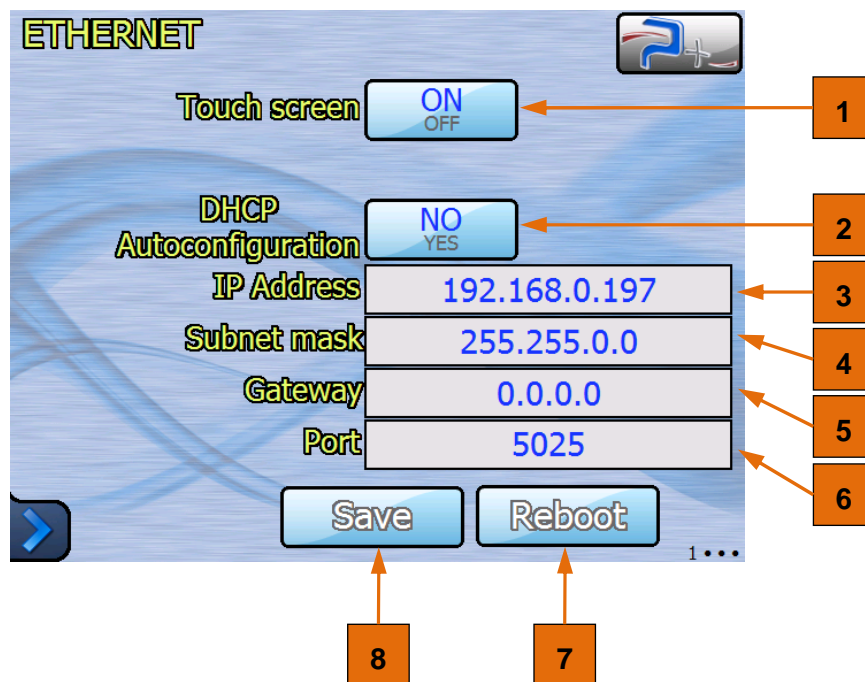 ETHERNET
Touch screen
ON
OFF
1
DHCP
Autoconfiguration
NO
YES
2
IP Address
192.168.0.197
3
Subnet mask
255.255.0.0
4
Gateway
0.0.0.0
5
Port
5025
6
Save
Reboot
1
8
7